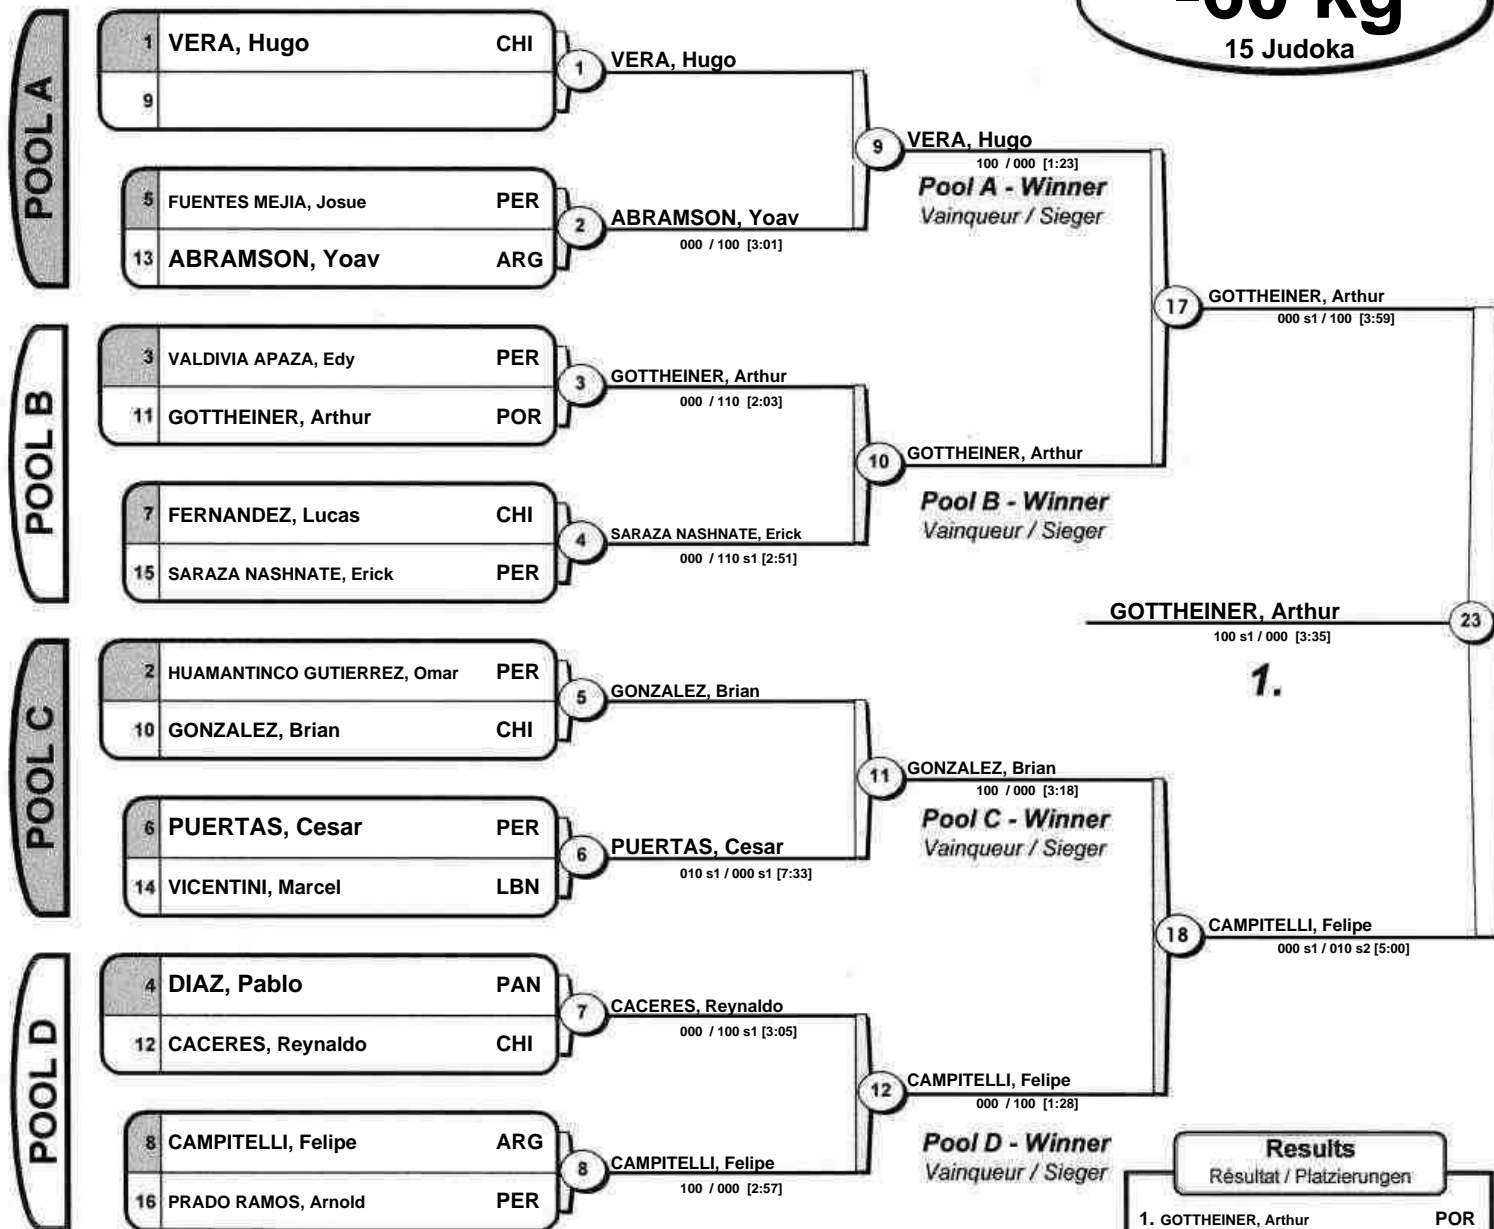 -60 kg
15 Judoka
POOL A
1 VERA, Hugo CHI
9
1 VERA, Hugo
5 FUENTES MEJIA, Josue PER
13 ABRAMSON, Yoav ARG
2 ABRAMSON, Yoav
000 / 100 [3:01]
9 VERA, Hugo
100 / 000 [1:23]
Pool A - Winner
Vainqueur / Sieger
POOL B
3 VALDIVIA APAZA, Edy PER
11 GOTTHEINER, Arthur POR
3 GOTTHEINER, Arthur
000 / 110 [2:03]
7 FERNANDEZ, Lucas CHI
15 SARAZA NASHNATE, Erick PER
4 SARAZA NASHNATE, Erick
000 / 110 s1 [2:51]
10 GOTTHEINER, Arthur
Pool B - Winner
Vainqueur / Sieger
17 GOTTHEINER, Arthur
000 s1 / 100 [3:59]
POOL C
2 HUAMANTINCO GUTIERREZ, Omar PER
10 GONZALEZ, Brian CHI
5 GONZALEZ, Brian
6 PUERTAS, Cesar PER
14 VICENTINI, Marcel LBN
6 PUERTAS, Cesar
010 s1 / 000 s1 [7:33]
11 GONZALEZ, Brian
100 / 000 [3:18]
Pool C - Winner
Vainqueur / Sieger
POOL D
4 DIAZ, Pablo PAN
12 CACERES, Reynaldo CHI
7 CACERES, Reynaldo
000 / 100 s1 [3:05]
8 CAMPITELLI, Felipe ARG
16 PRADO RAMOS, Arnold PER
8 CAMPITELLI, Felipe
100 / 000 [2:57]
12 CAMPITELLI, Felipe
000 / 100 [1:28]
Pool D - Winner
Vainqueur / Sieger
18 CAMPITELLI, Felipe
000 s1 / 010 s2 [5:00]
GOTTHEINER, Arthur 23
100 s1 / 000 [3:35]
1.
Results
Résultat / Platzierungen
1. GOTTHEINER, Arthur POR